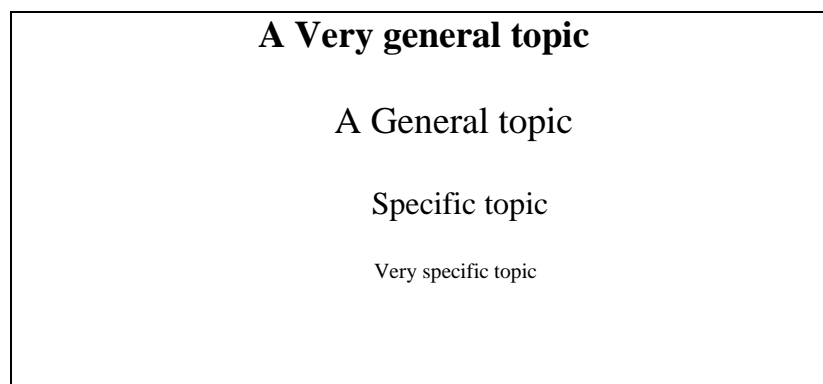 A Very general topic
A General topic
Specific topic
Very specific topic